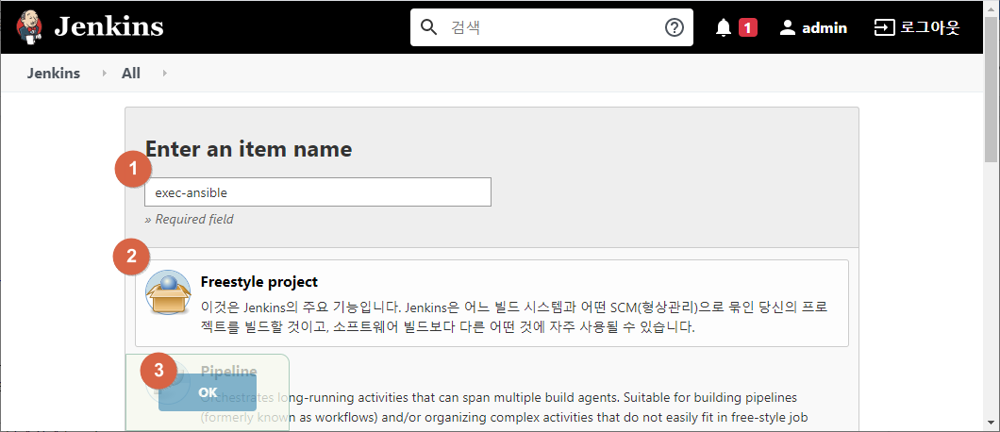 Jenkins
검색
1
admin
로그아웃
Jenkins
All
Enter an item name
1
exec-ansible
» Required field
2
Freestyle project
이것은 Jenkins의 주요 기능입니다. Jenkins은 어느 빌드 시스템과 어떤 SCM(형상관리)으로 묶인 당신의 프로
젝트를 빌드할 것이고, 소프트웨어 빌드보다 다른 어떤 것에 자주 사용될 수 있습니다.
3
Pipeline
OK
Orchestrates long-running activities that can span multiple build agents. Suitable for building pipelines
(formerly known as workflows) and/or organizing complex activities that do not easily fit in free-style job